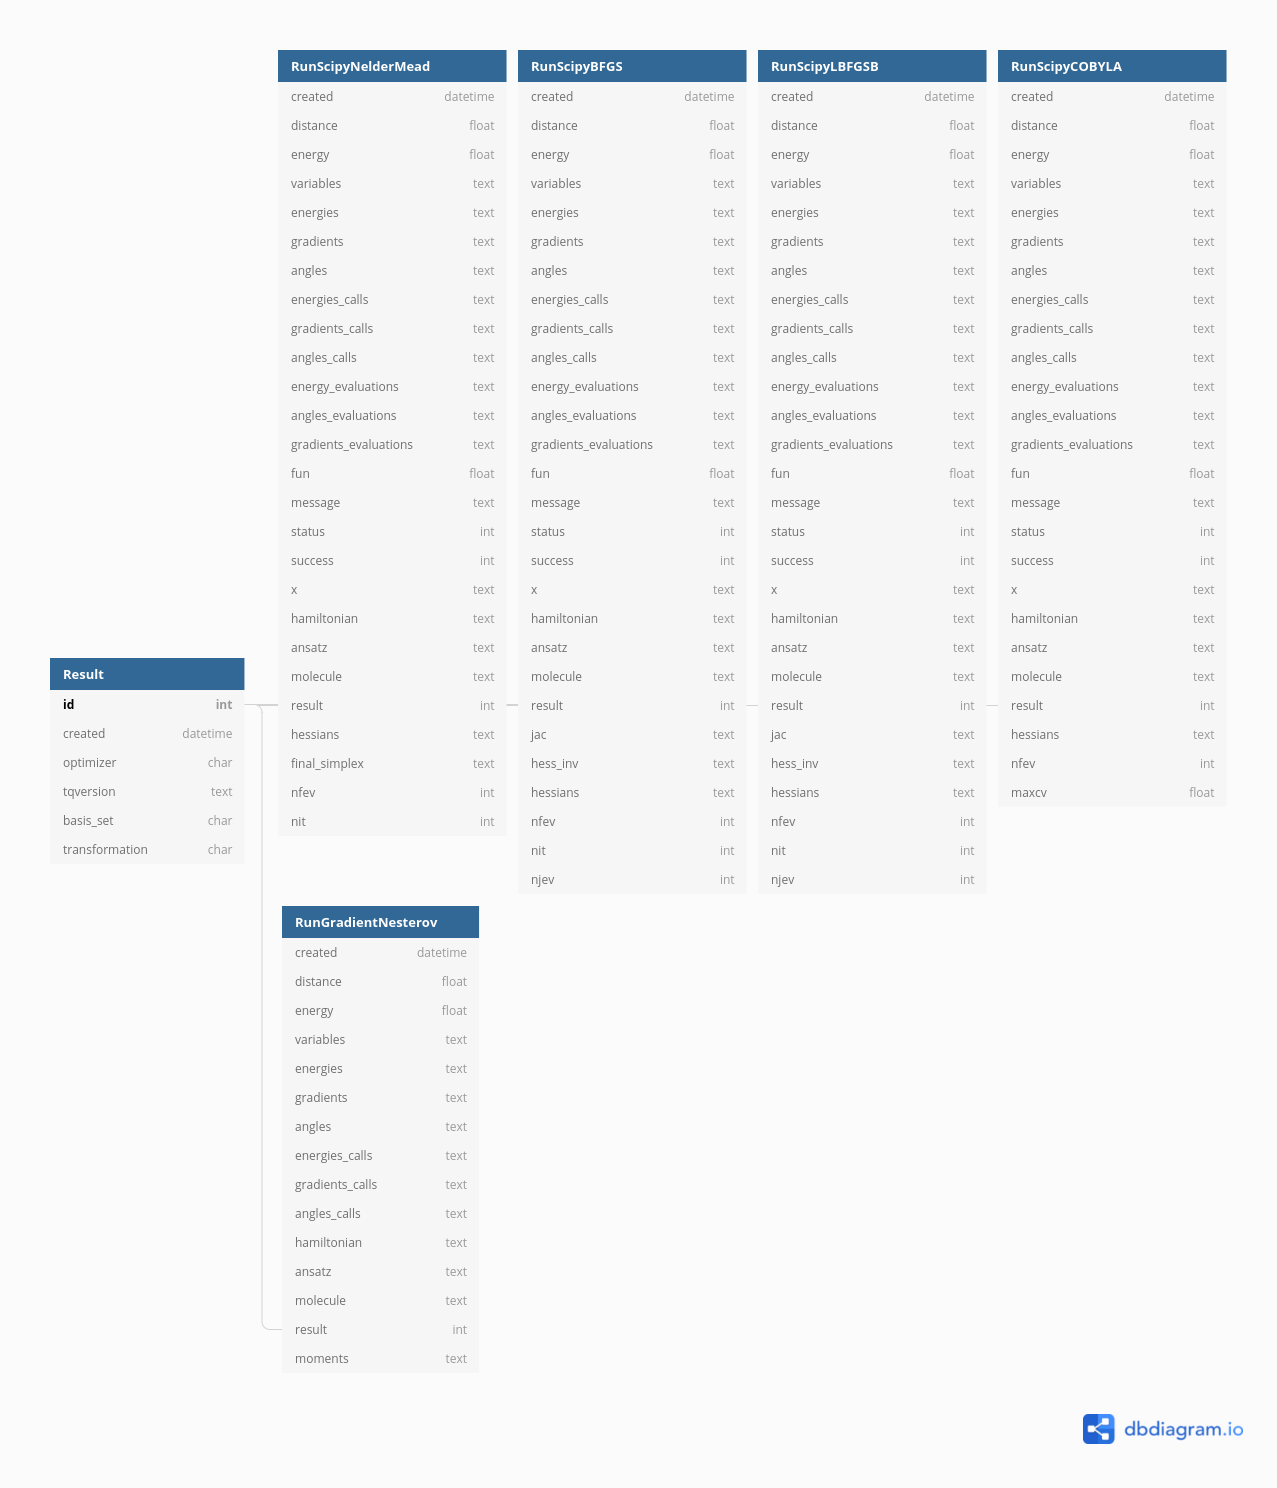 RunScipyNelderMead
created datetime
distance float
energy float
variables text
energies text
gradients text
angles text
energies_calls text
gradients_calls text
angles_calls text
energy_evaluations text
angles_evaluations text
gradients_evaluations text
fun float
message text
status int
success int
x text
hamiltonian text
ansatz text
molecule text
result int
hessians text
final_simplex text
nfev int
nit int
RunScipyBFGS
created datetime
distance float
energy float
variables text
energies text
gradients text
angles text
energies_calls text
gradients_calls text
angles_calls text
energy_evaluations text
angles_evaluations text
gradients_evaluations text
fun float
message text
status int
success int
x text
hamiltonian text
ansatz text
molecule text
result int
jac text
hess_inv text
hessians text
nfev int
nit int
njev int
RunScipyLBFGSB
created datetime
distance float
energy float
variables text
energies text
gradients text
angles text
energies_calls text
gradients_calls text
angles_calls text
energy_evaluations text
angles_evaluations text
gradients_evaluations text
fun float
message text
status int
success int
x text
hamiltonian text
ansatz text
molecule text
result int
jac text
hess_inv text
hessians text
nfev int
nit int
njev int
RunScipyCOBYLA
created datetime
distance float
energy float
variables text
energies text
gradients text
angles text
energies_calls text
gradients_calls text
angles_calls text
energy_evaluations text
angles_evaluations text
gradients_evaluations text
fun float
message text
status int
success int
x text
hamiltonian text
ansatz text
molecule text
result int
hessians text
nfev int
maxcv float
Result
id int
created datetime
optimizer char
tqversion text
basis_set char
transformation char
RunGradientNesterov
created datetime
distance float
energy float
variables text
energies text
gradients text
angles text
energies_calls text
gradients_calls text
angles_calls text
hamiltonian text
ansatz text
molecule text
result int
moments text
dbdiagram.io